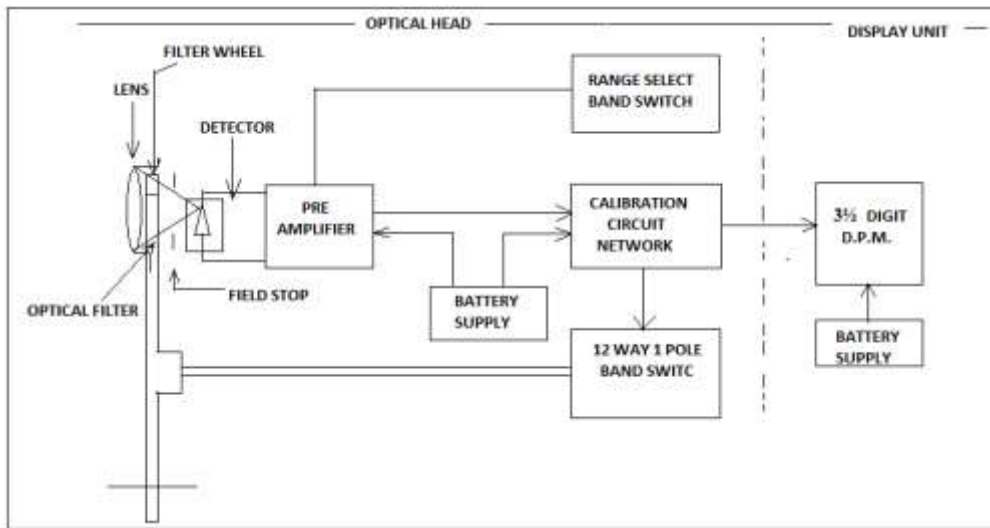 OPTICAL HEAD
DISPLAY UNIT
FILTER WHEEL
LENS
RANGE SELECT
BAND SWITCH
DETECTOR
PRE
AMPLIFIER
CALIBRATION
CIRCUIT
NETWORK
3½ DIGIT
D.P.M.
OPTICAL FILTER
FIELD STOP
BATTERY
SUPPLY
12 WAY 1 POLE
BAND SWITC
BATTERY
SUPPLY